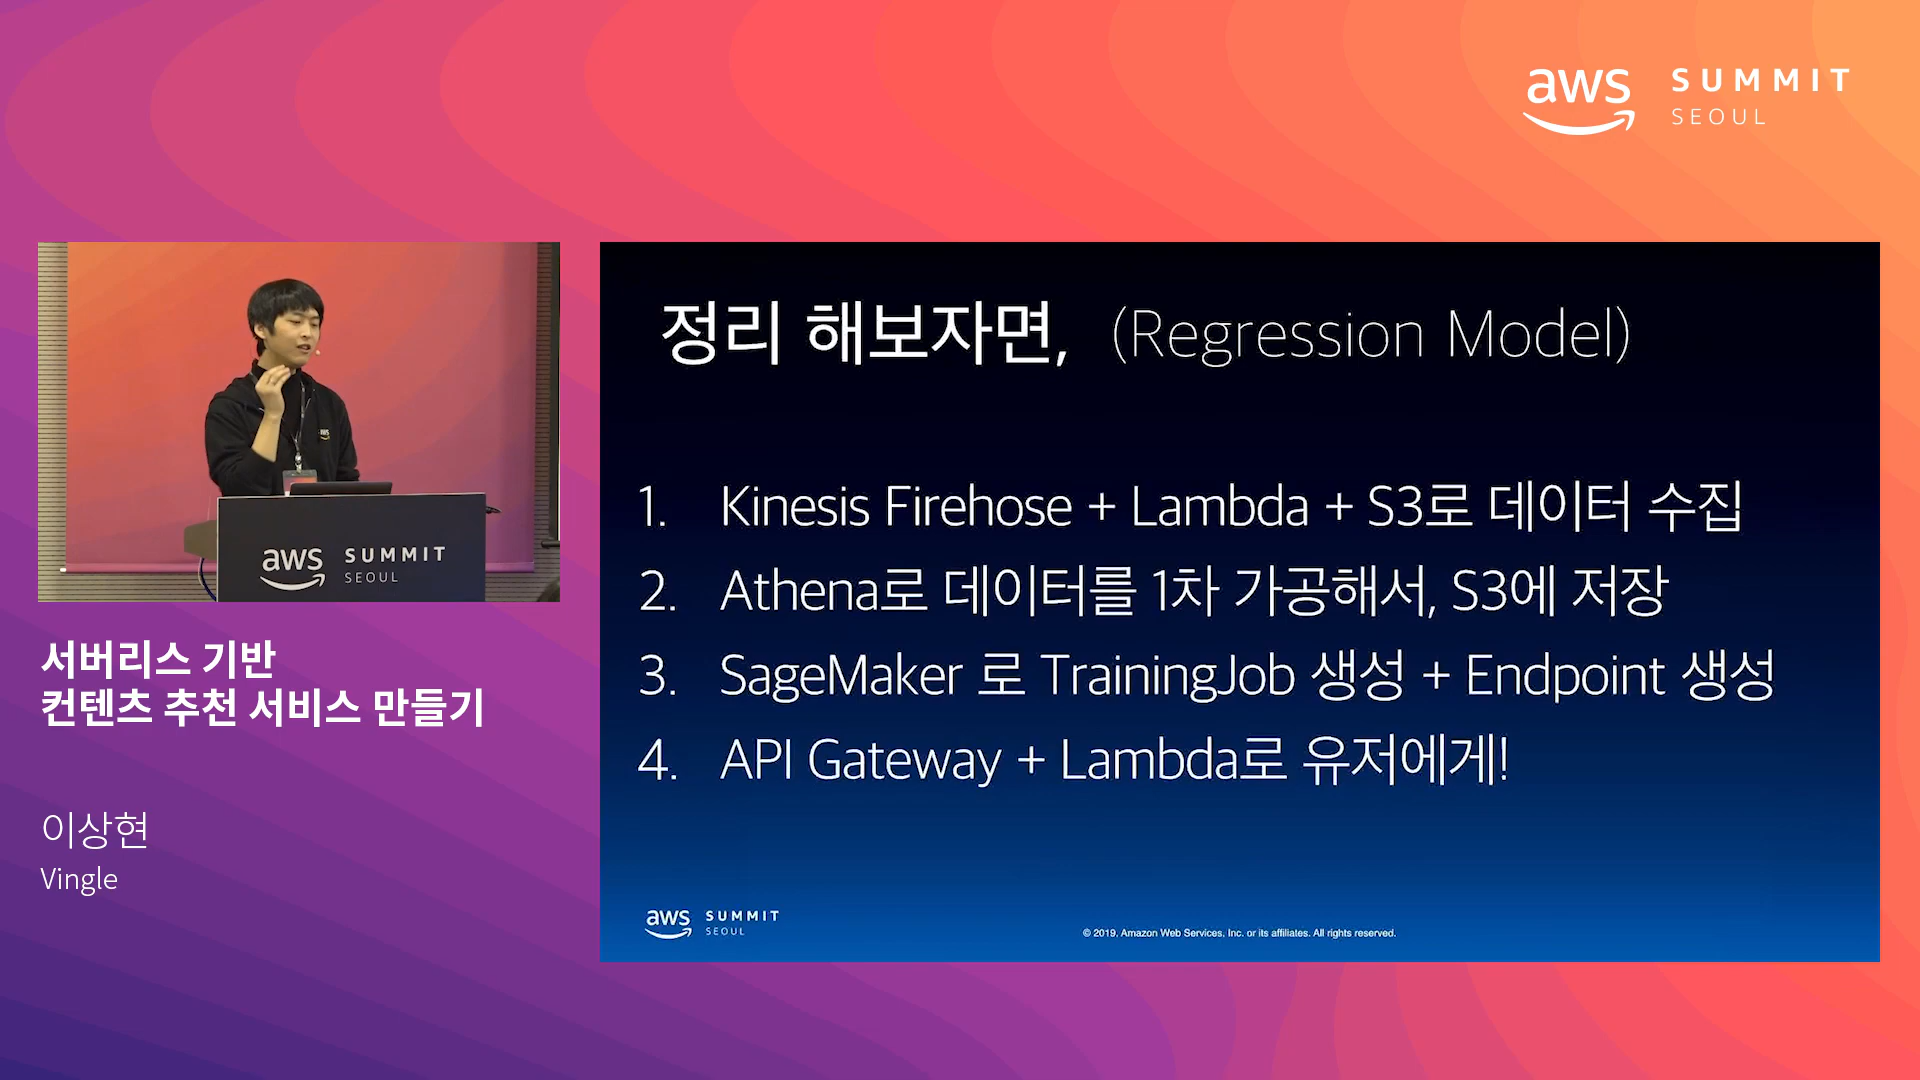 aws SUMMIT
SEOUL
정리 해보자면, (Regression Model)
1. Kinesis Firehose + Lambda + S3로 데이터 수집
2. Athena로 데이터를 1차 가공해서, S3에 저장
3. SageMaker 로 TrainingJob 생성 + Endpoint 생성
4. API Gateway + Lambda로 유저에게!
aws SUMMIT
SEOUL
© 2019, Amazon Web Services, Inc. or its affiliates. All rights reserved.
aws
aws SUMMIT
SEOUL
서버리스 기반
컨텐츠 추천 서비스 만들기
이상현
Vingle